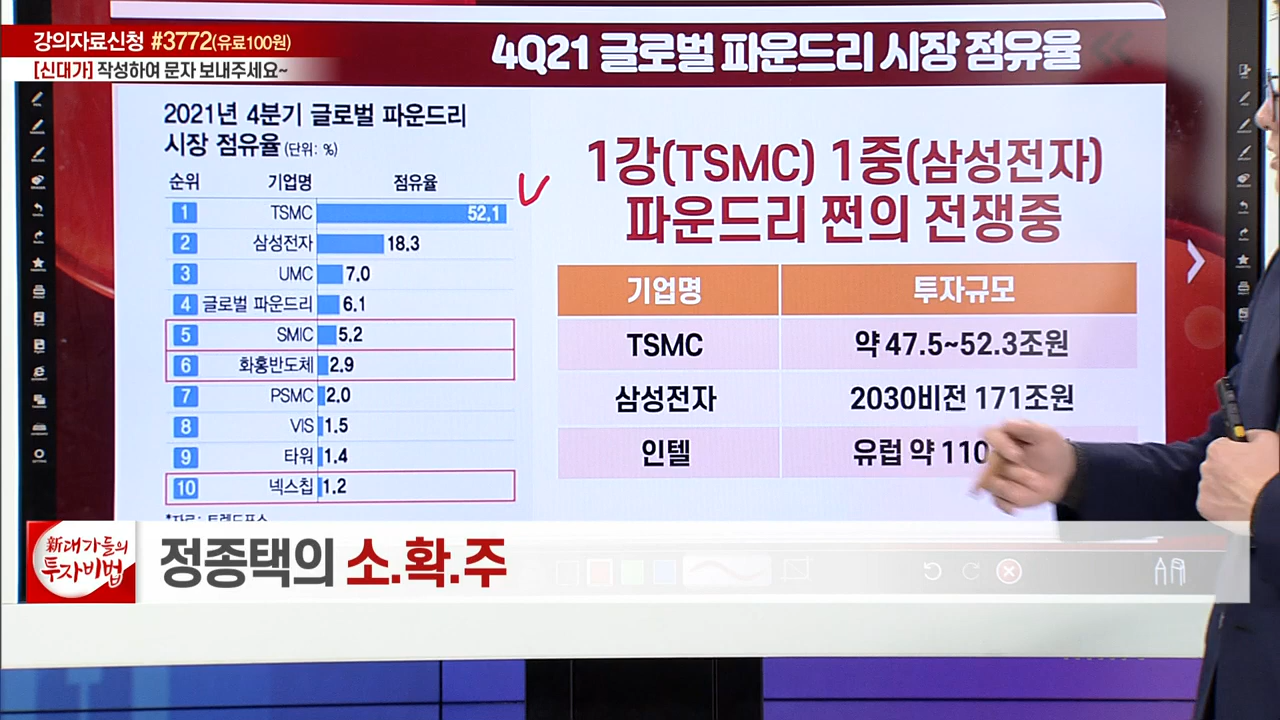 강의자료신청 #3772(유료100원)
[신대가] 작성하여 문자 보내주세요~
4Q21 글로벌 파운드리 시장 점유율
2021년 4분기 글로벌 파운드리
시장 점유율 (단위: %)
순위 기업명 점유율
1 TSMC 52.1
2 삼성전자 18.3
3 UMC 7.0
4 글로벌 파운드리 6.1
5 SMIC 5.2
6 화홍반도체 2.9
7 PSMC 2.0
8 VIS 1.5
9 타워 1.4
10 넥스칩 1.2
*자료: 트렌드포스
1강(TSMC) 1중(삼성전자)
파운드리 쩐의 전쟁중
기업명 투자규모
TSMC 약 47.5~52.3조원
삼성전자 2030비전 171조원
인텔 유럽 약 110
新대가들의
투자비법
정종택의 소.확.주